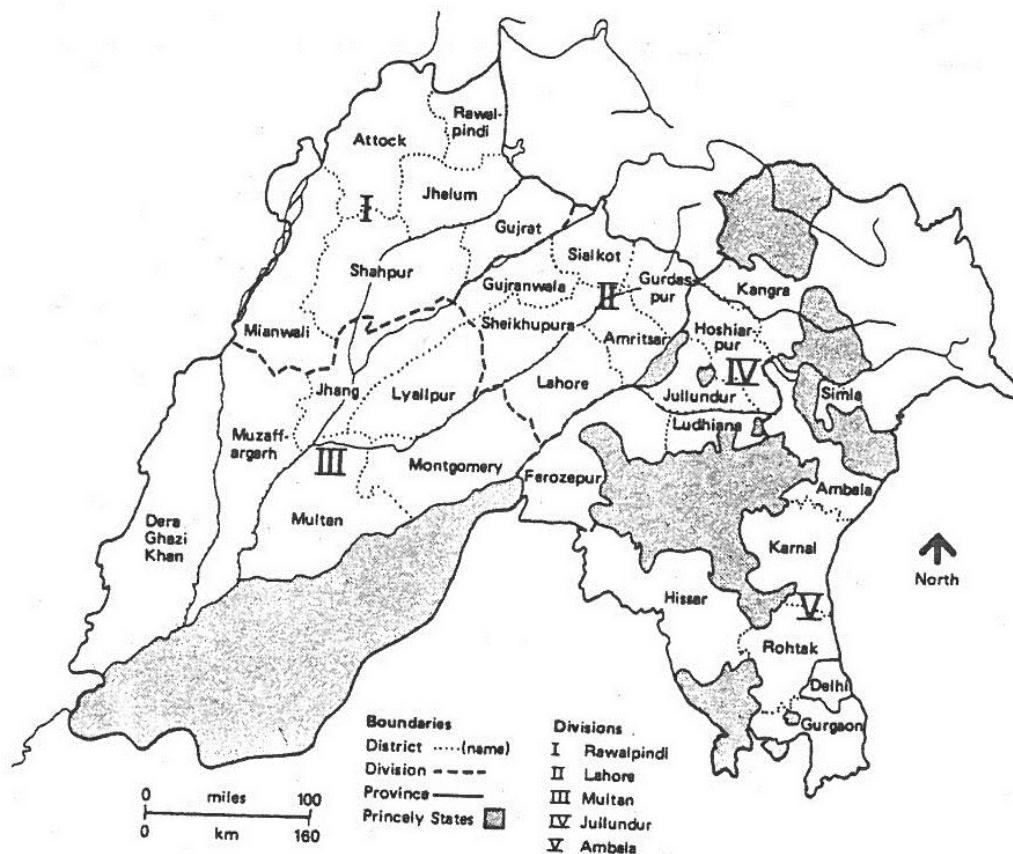 Rawal-
pindi
Attock
Jhelum
I
Gujrat
Sialkot
Shahpur
Gujranwala
II
Gurdas-
pur
Kangra
Mianwali
Sheikhupura
Amritsar
Hoshiar-
pur
Jhang
Lyallpur
Lahore
IV
Jullundur
Simla
Muzaff-
argarh
Ludhiana
III
Montgomery
Ferozepur
Ambala
Multan
Dera
Ghazi
Khan
Karnal
North
Hissar
V
Rohtak
Delhi
Gurgaon
Boundaries
District ......(name)
Division
Province
Princely States
Divisions
I Rawalpindi
II Lahore
III Multan
IV Jullundur
V Ambala
0 miles 100
0 km 160